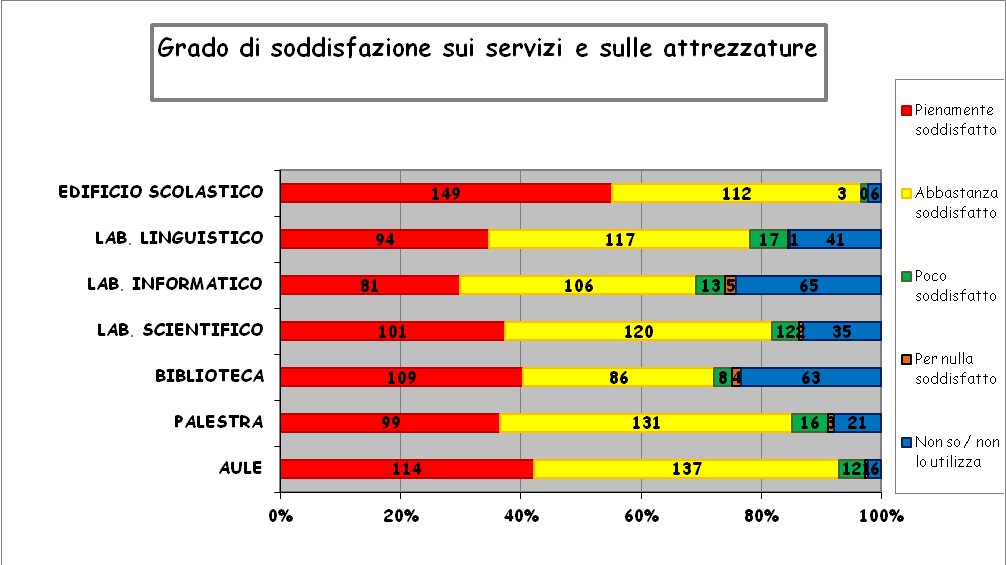 Grado di soddisfazione sui servizi e sulle attrezzature
Pienamente
soddisfatto
Abbastanza
soddisfatto
Poco
soddisfatto
Per nulla
soddisfatto
Non so / non
lo utilizza
EDIFICIO SCOLASTICO 149 112 3 0 6
LAB. LINGUISTICO 94 117 17 1 41
LAB. INFORMATICO 81 106 13 5 65
LAB. SCIENTIFICO 101 120 12 2 35
BIBLIOTECA 109 86 8 4 63
PALESTRA 99 131 16 3 21
AULE 114 137 12 1 6
0% 20% 40% 60% 80% 100%